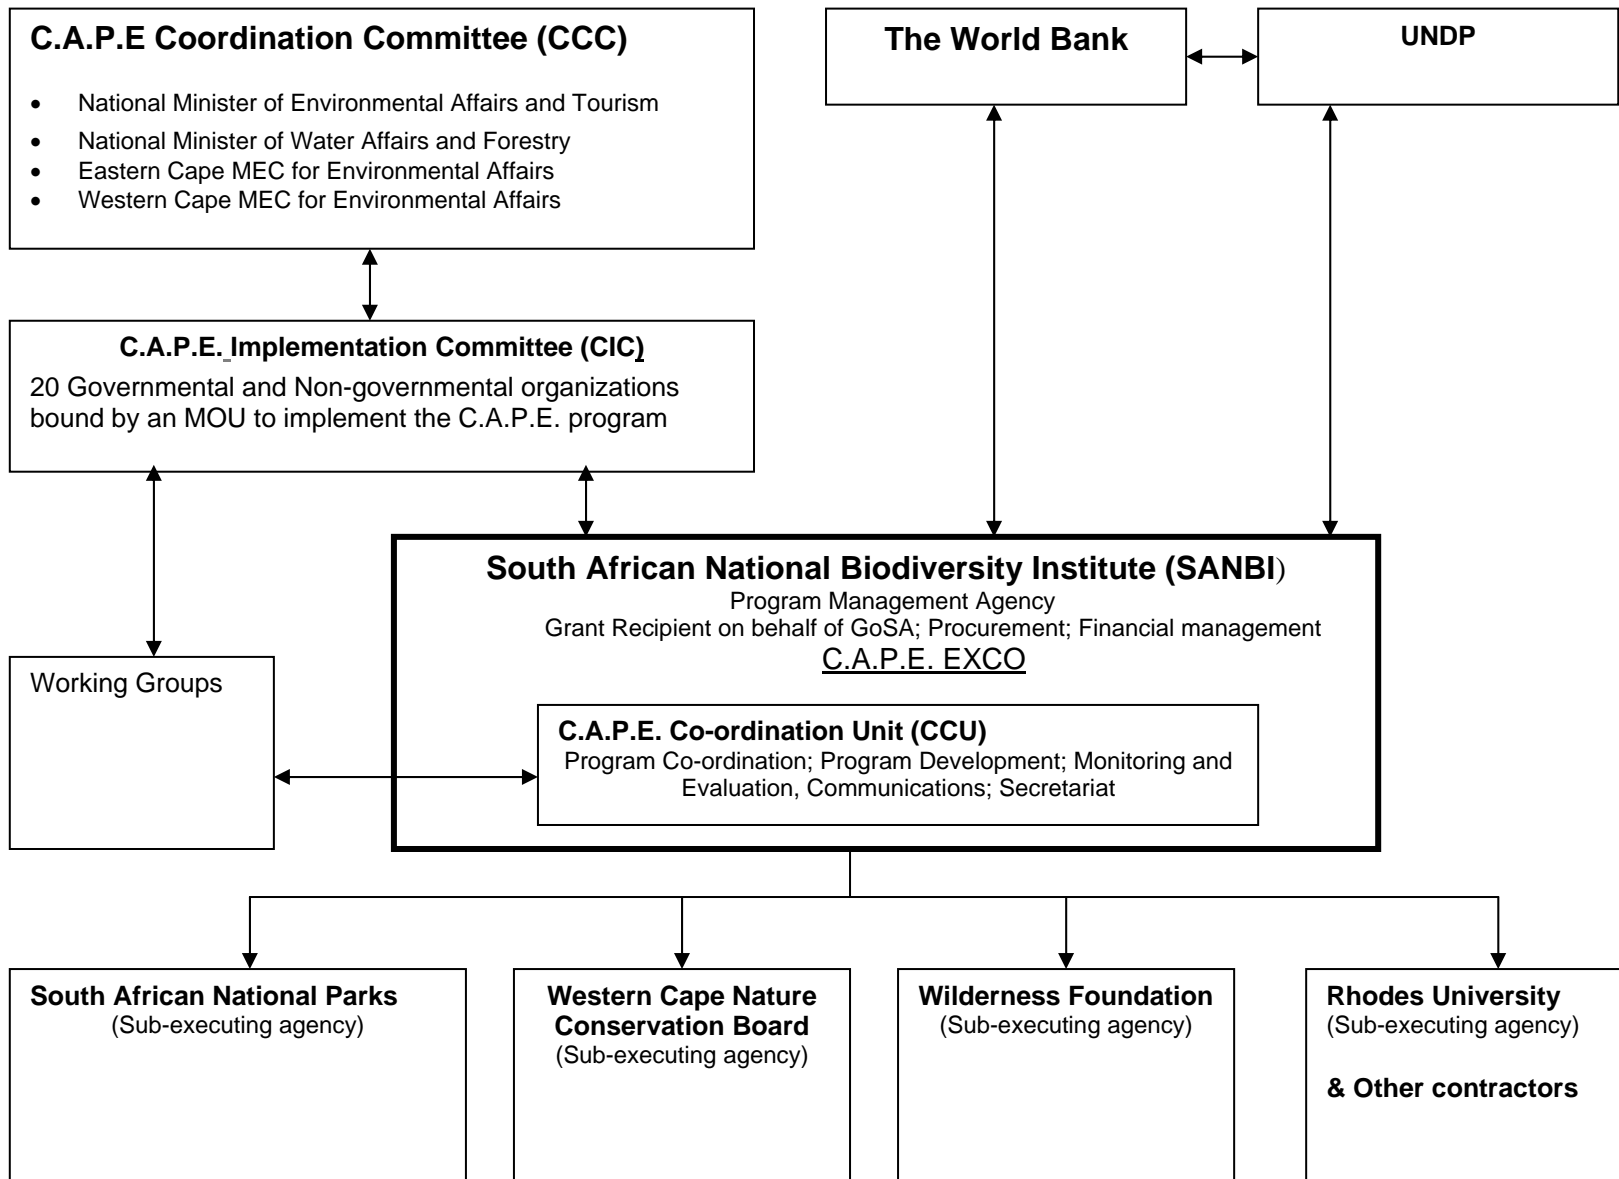 C.A.P.E Coordination Committee (CCC)
• National Minister of Environmental Affairs and Tourism
• National Minister of Water Affairs and Forestry
• Eastern Cape MEC for Environmental Affairs
• Western Cape MEC for Environmental Affairs
The World Bank
UNDP
C.A.P.E. Implementation Committee (CIC)
20 Governmental and Non-governmental organizations
bound by an MOU to implement the C.A.P.E. program
South African National Biodiversity Institute (SANBI)
Program Management Agency
Grant Recipient on behalf of GoSA; Procurement; Financial management
C.A.P.E. EXCO
Working Groups
C.A.P.E. Co-ordination Unit (CCU)
Program Co-ordination; Program Development; Monitoring and
Evaluation, Communications; Secretariat
South African National Parks
(Sub-executing agency)
Western Cape Nature
Conservation Board
(Sub-executing agency)
Wilderness Foundation
(Sub-executing agency)
Rhodes University
(Sub-executing agency)
& Other contractors